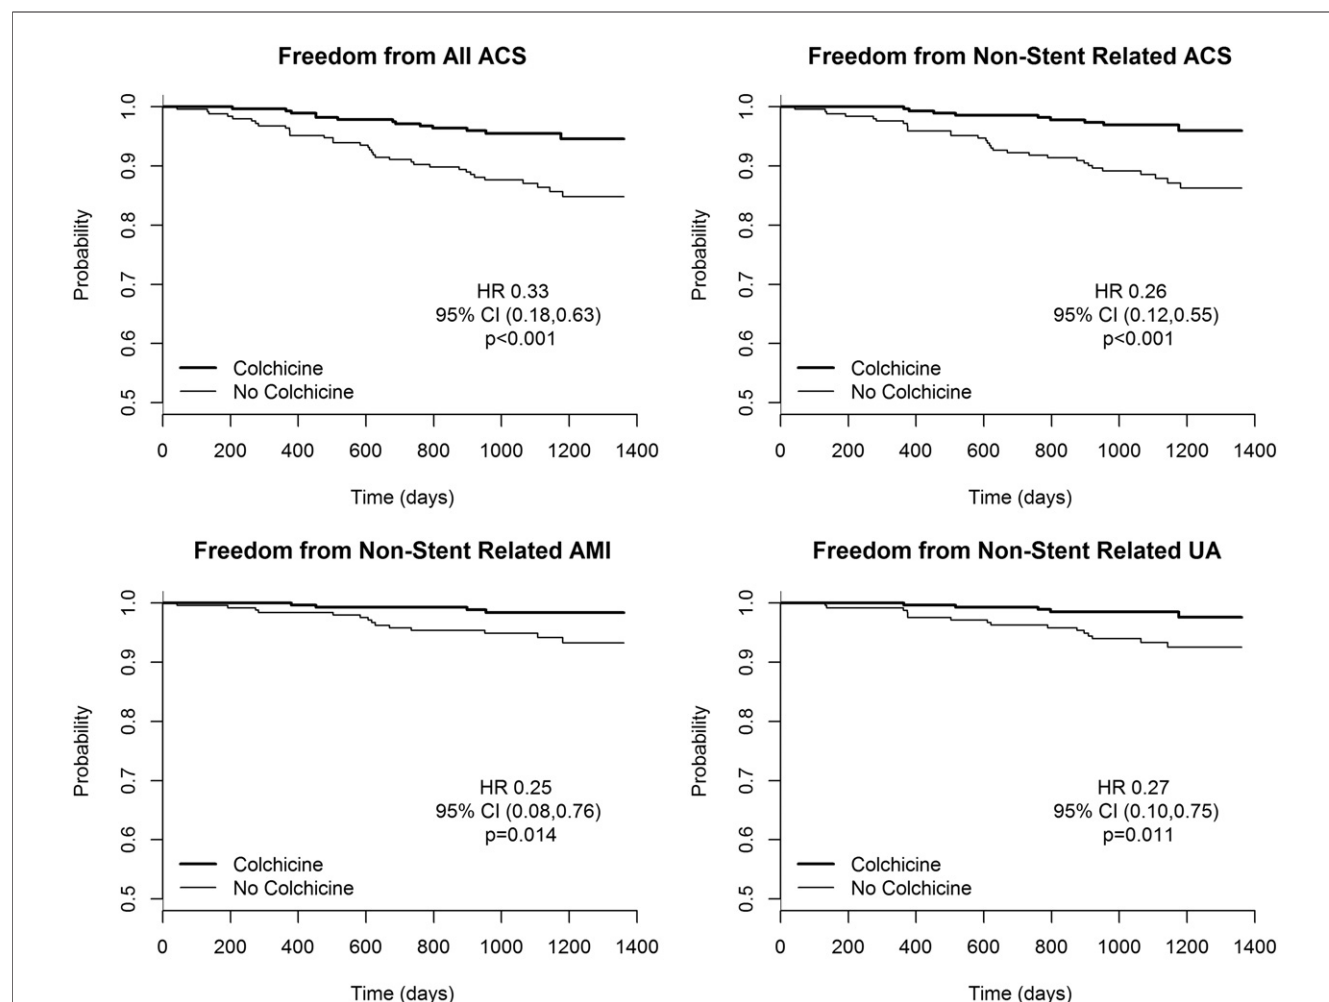 Freedom from All ACS
Probability
1.0
0.9
0.8
0.7
0.6
0.5
HR 0.33
95% CI (0.18,0.63)
p<0.001
Colchicine
No Colchicine
0 200 400 600 800 1000 1200 1400
Time (days)
Freedom from Non-Stent Related ACS
Probability
1.0
0.9
0.8
0.7
0.6
0.5
HR 0.26
95% CI (0.12,0.55)
p<0.001
Colchicine
No Colchicine
0 200 400 600 800 1000 1200 1400
Time (days)
Freedom from Non-Stent Related AMI
Probability
1.0
0.9
0.8
0.7
0.6
0.5
HR 0.25
95% CI (0.08,0.76)
p=0.014
Colchicine
No Colchicine
0 200 400 600 800 1000 1200 1400
Time (days)
Freedom from Non-Stent Related UA
Probability
1.0
0.9
0.8
0.7
0.6
0.5
HR 0.27
95% CI (0.10,0.75)
p=0.011
Colchicine
No Colchicine
0 200 400 600 800 1000 1200 1400
Time (days)